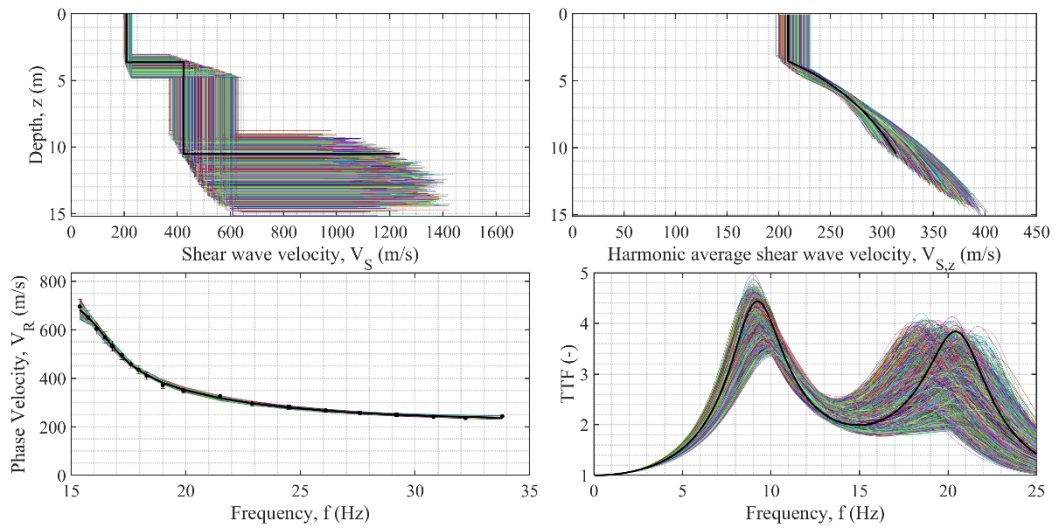 0
5
10
15
Depth, z (m)
0 200 400 600 800 1000 1200 1400 1600
Shear wave velocity, V_S (m/s)
0
5
10
15
0 50 100 150 200 250 300 350 400 450
Harmonic average shear wave velocity, V_S,z (m/s)
800
600
400
200
0
Phase Velocity, V_R (m/s)
15 20 25 30 35
Frequency, f (Hz)
5
4
3
2
1
TTF (-)
0 5 10 15 20 25
Frequency, f (Hz)